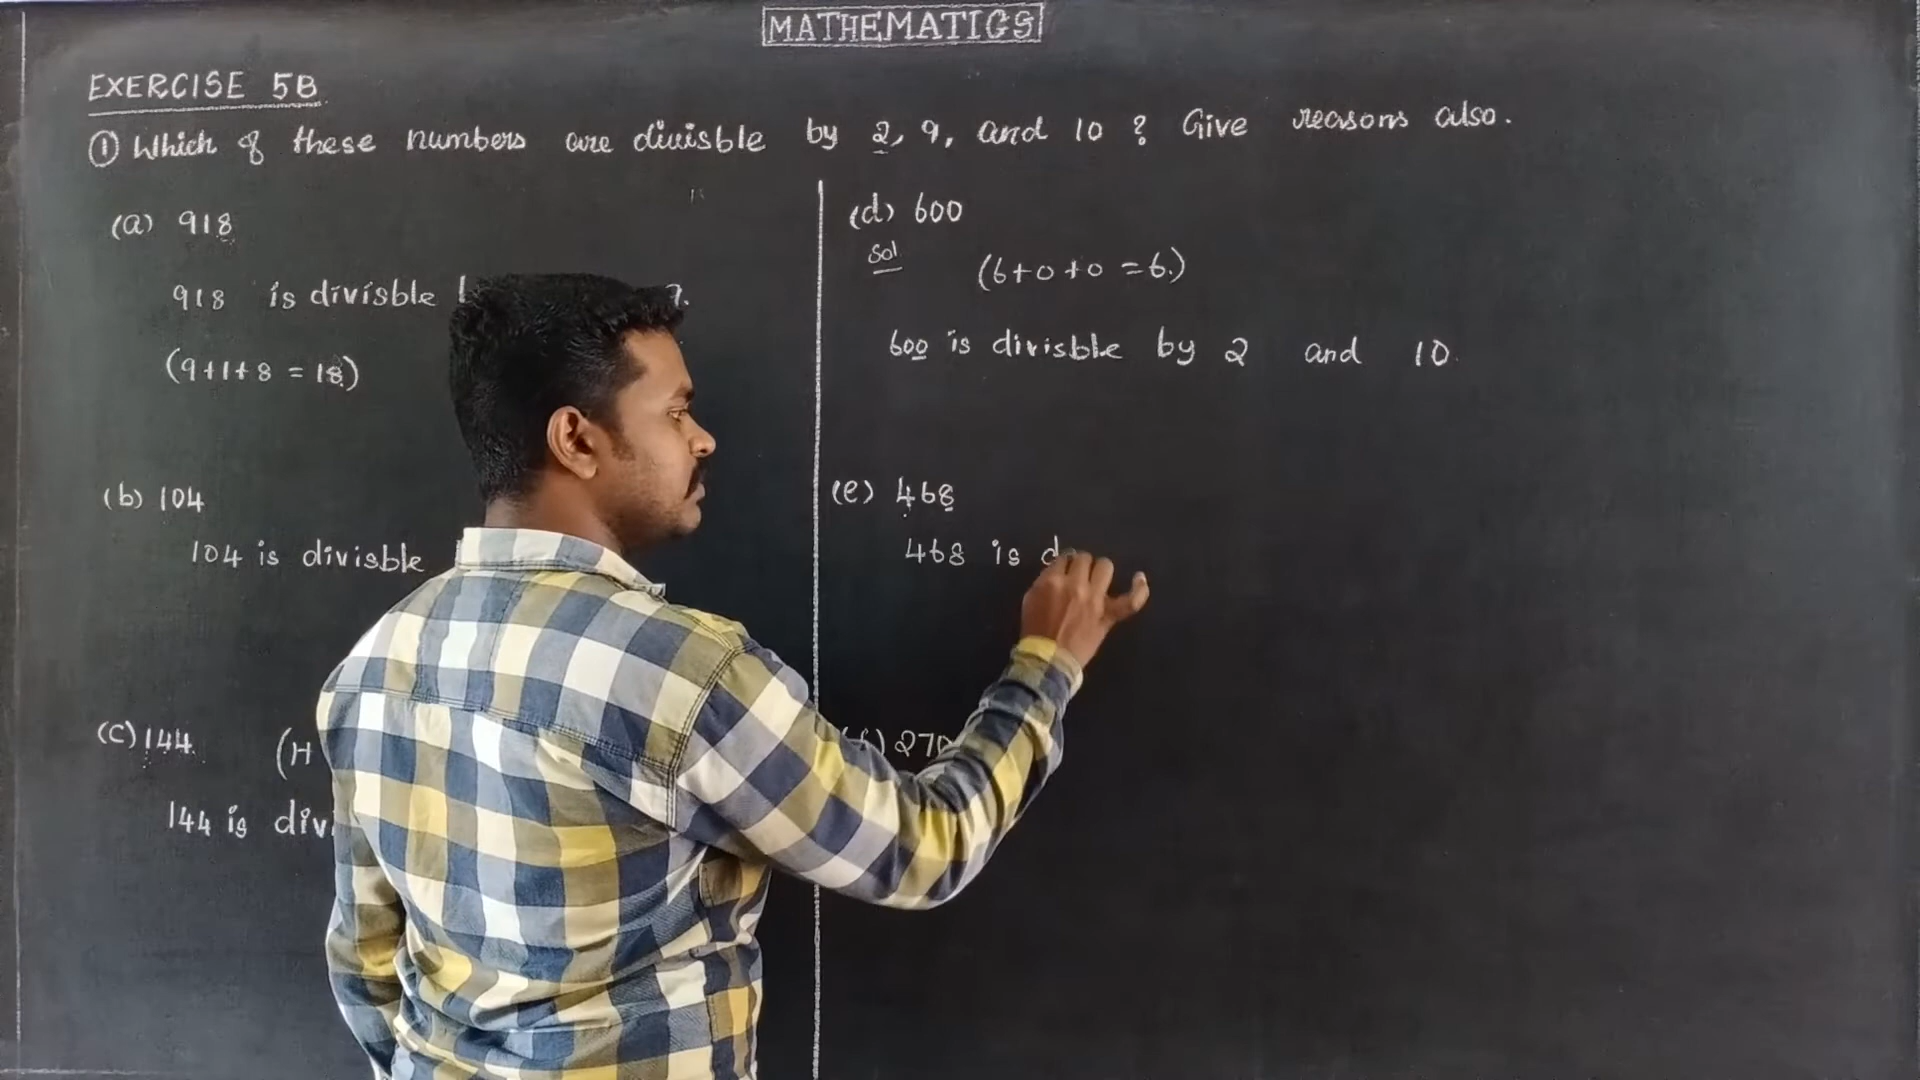 MATHEMATICS
EXERCISE 5B
① Which of these numbers are divisble by 2, 9, and 10 ? Give reasons also.
(a) 918
918 is divisble
(9+1+8 = 18)
(b) 104
104 is divisble
(c) 144
144 is
(d) 600
Sol
(6+0+0 = 6.)
600 is divisble by 2 and 10.
(e) 468
468 is d
270